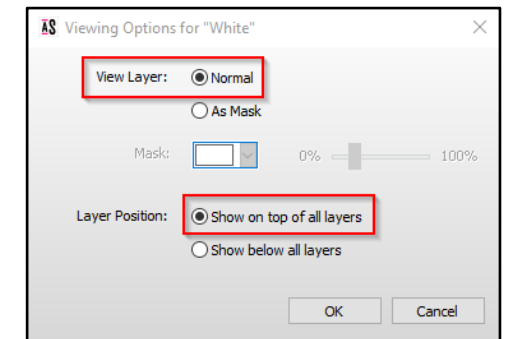 AS Viewing Options for "White"
View Layer: Normal
As Mask
Mask: 0% 100%
Layer Position: Show on top of all layers
Show below all layers
OK Cancel